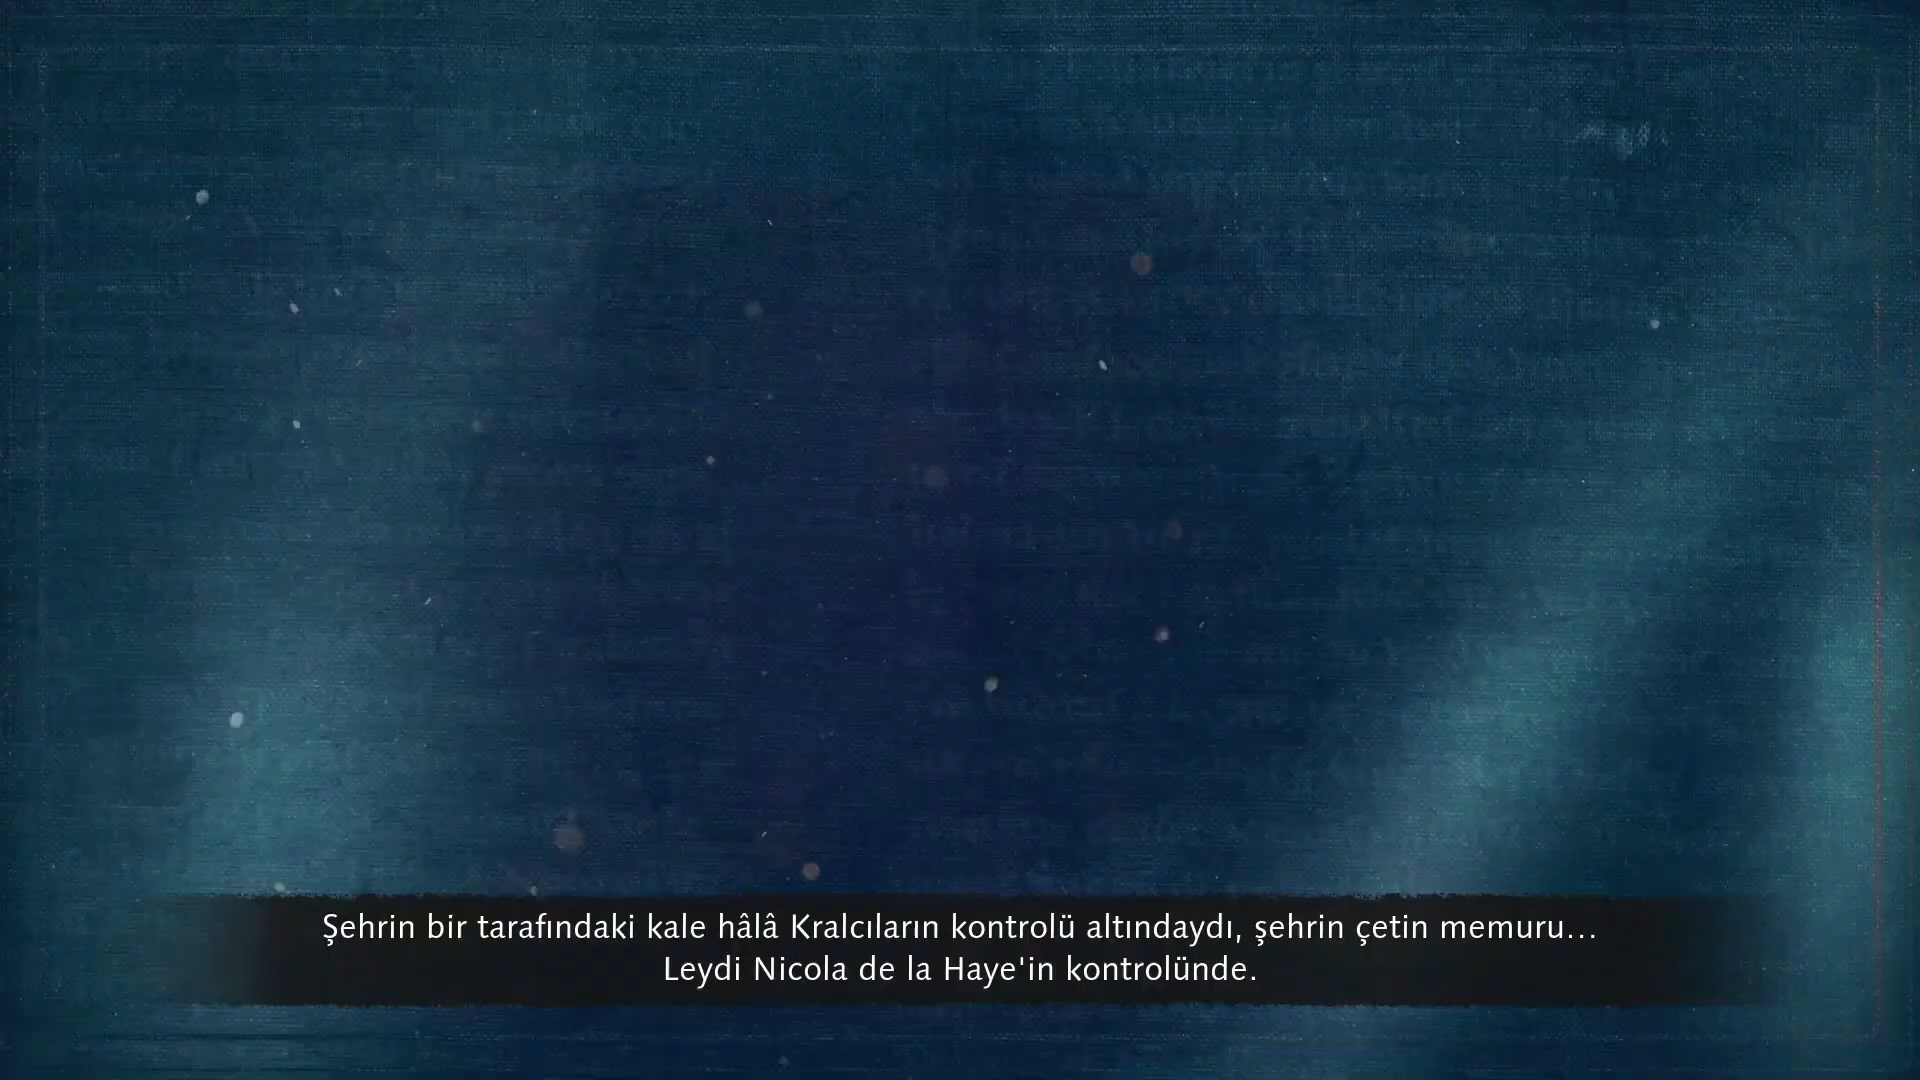 Şehrin bir tarafındaki kale hâlâ Kralcıların kontrolü altındaydı, şehrin çetin memuru...
Leydi Nicola de la Haye'in kontrolünde.